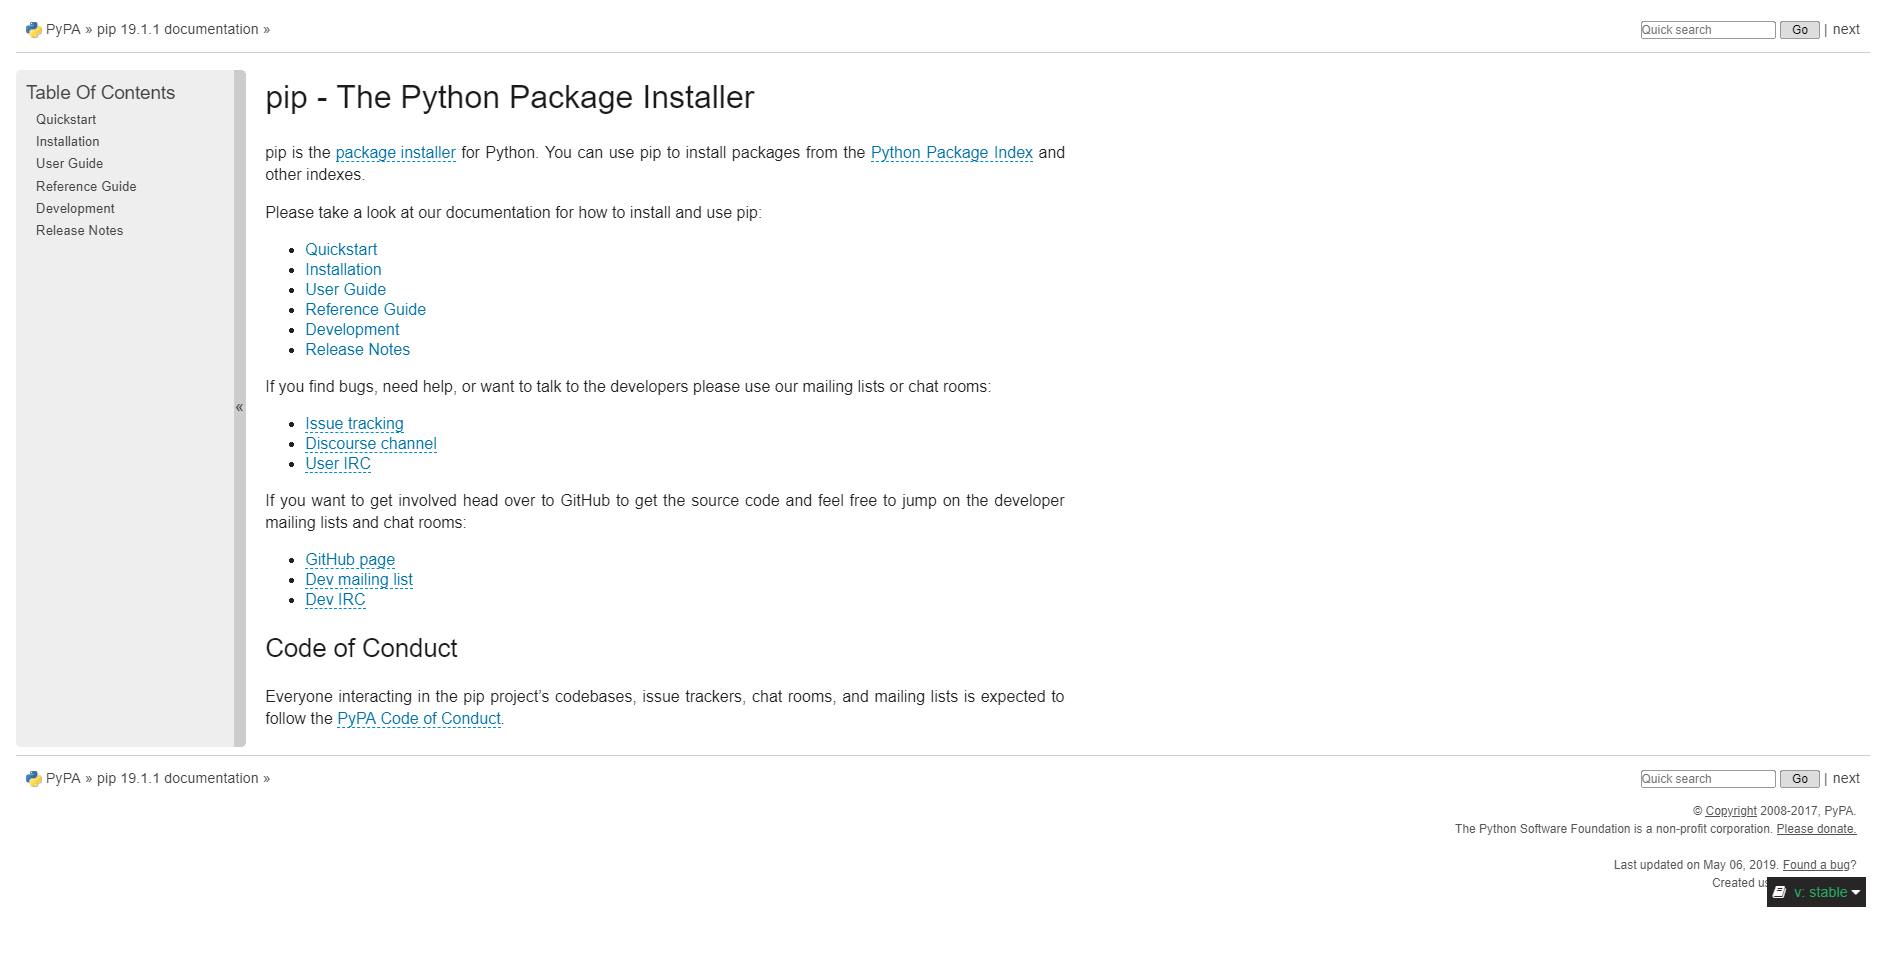 PyPA » pip 19.1.1 documentation »
Quick search Go | next
Table Of Contents
Quickstart
Installation
User Guide
Reference Guide
Development
Release Notes
«
pip - The Python Package Installer
pip is the package installer for Python. You can use pip to install packages from the Python Package Index and
other indexes.
Please take a look at our documentation for how to install and use pip:
Quickstart
Installation
User Guide
Reference Guide
Development
Release Notes
If you find bugs, need help, or want to talk to the developers please use our mailing lists or chat rooms:
Issue tracking
Discourse channel
User IRC
If you want to get involved head over to GitHub to get the source code and feel free to jump on the developer
mailing lists and chat rooms:
GitHub page
Dev mailing list
Dev IRC
Code of Conduct
Everyone interacting in the pip project’s codebases, issue trackers, chat rooms, and mailing lists is expected to
follow the PyPA Code of Conduct.
PyPA » pip 19.1.1 documentation »
Quick search Go | next
© Copyright 2008-2017, PyPA.
The Python Software Foundation is a non-profit corporation. Please donate.
Last updated on May 06, 2019. Found a bug?
Created
v: stable